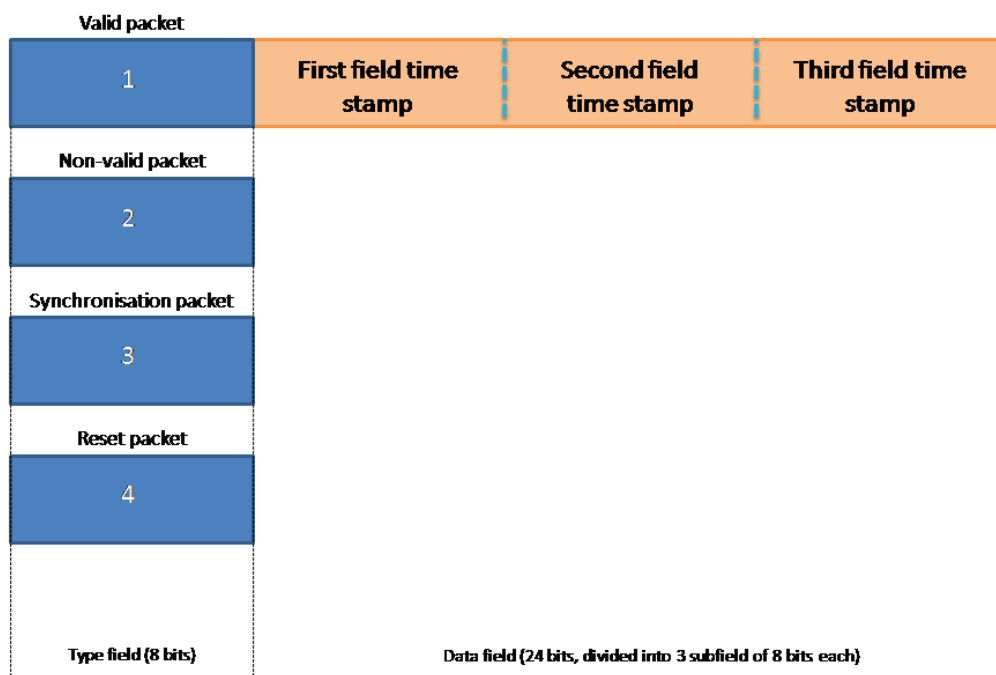 Valid packet
1
First field time
stamp
Second field
time stamp
Third field time
stamp
Non-valid packet
2
Synchronisation packet
3
Reset packet
4
Type field (8 bits)
Data field (24 bits, divided into 3 subfield of 8 bits each)